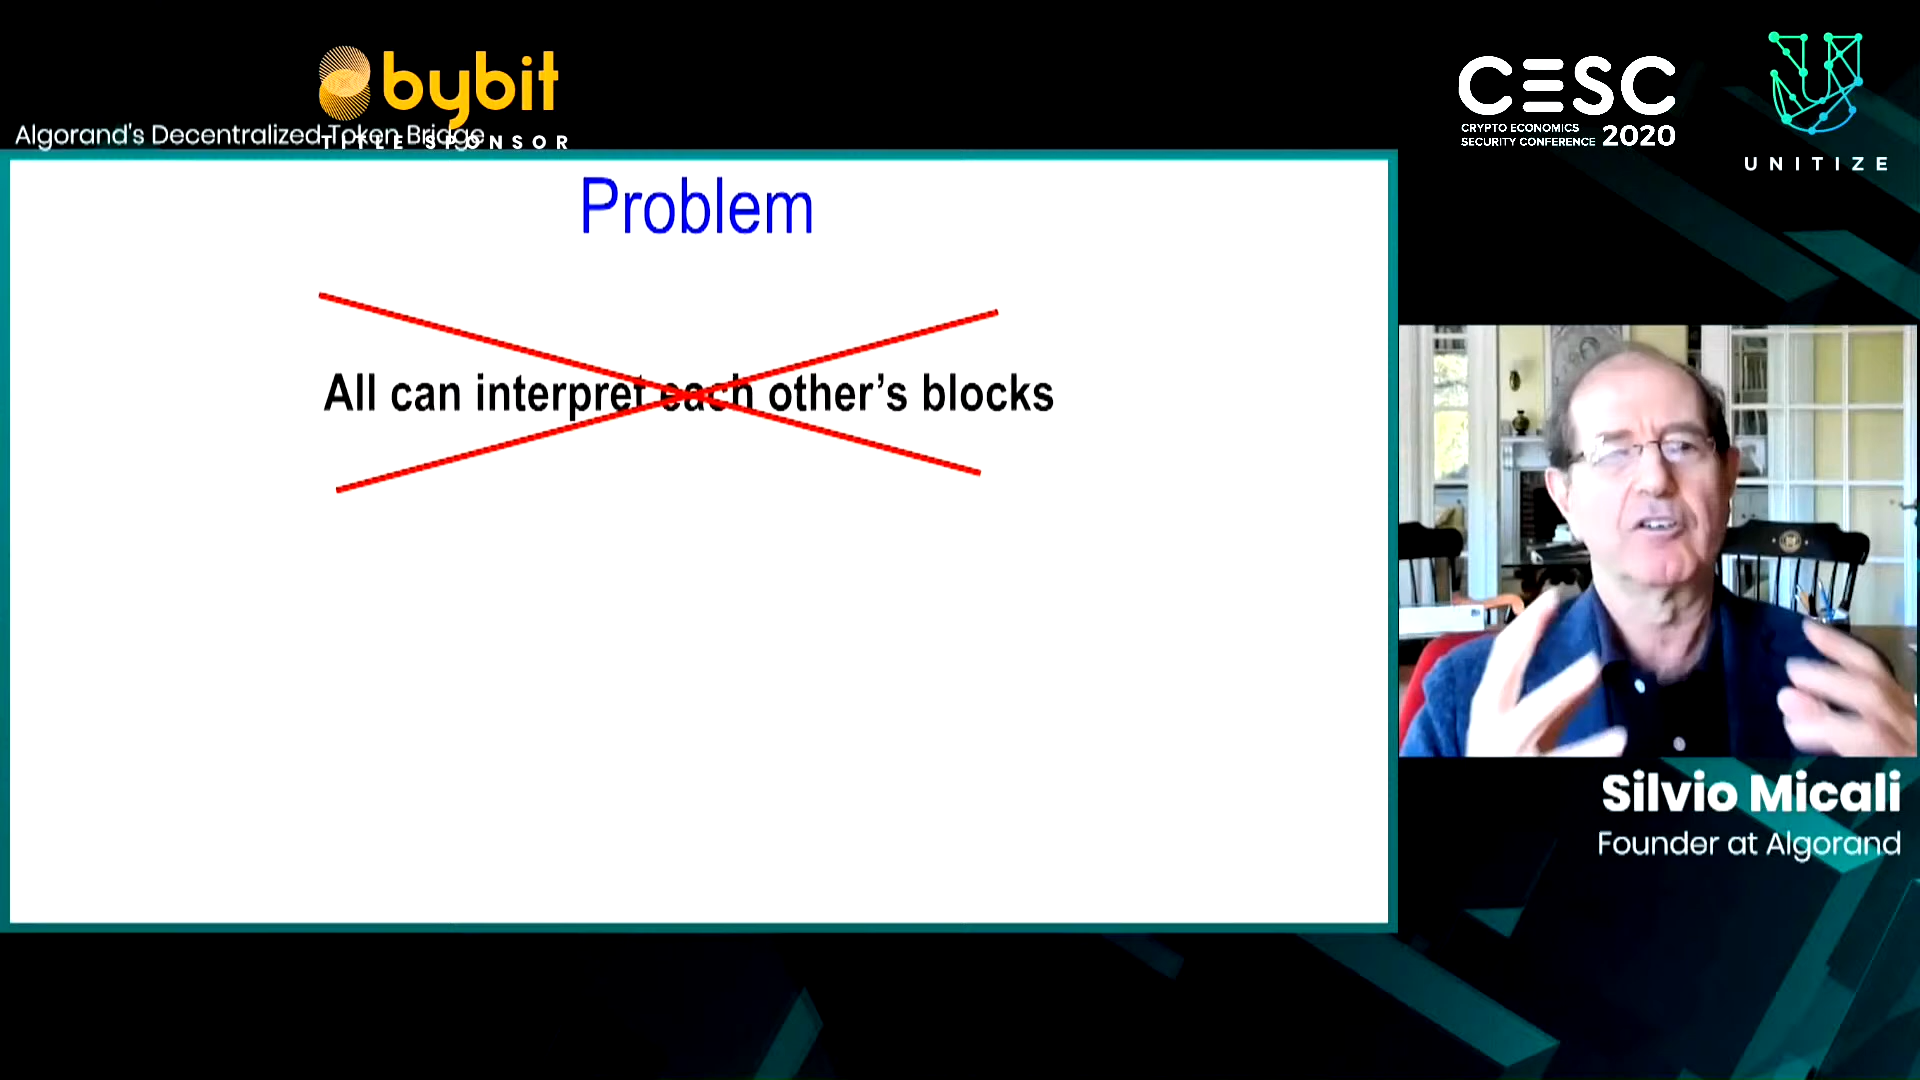 bybit
TITLE SPONSOR
Algorand's Decentralized Token Bridge
CESC
CRYPTO ECONOMICS
SECURITY CONFERENCE 2020
UNITIZE
Problem
All can interpret each other’s blocks
Silvio Micali
Founder at Algorand